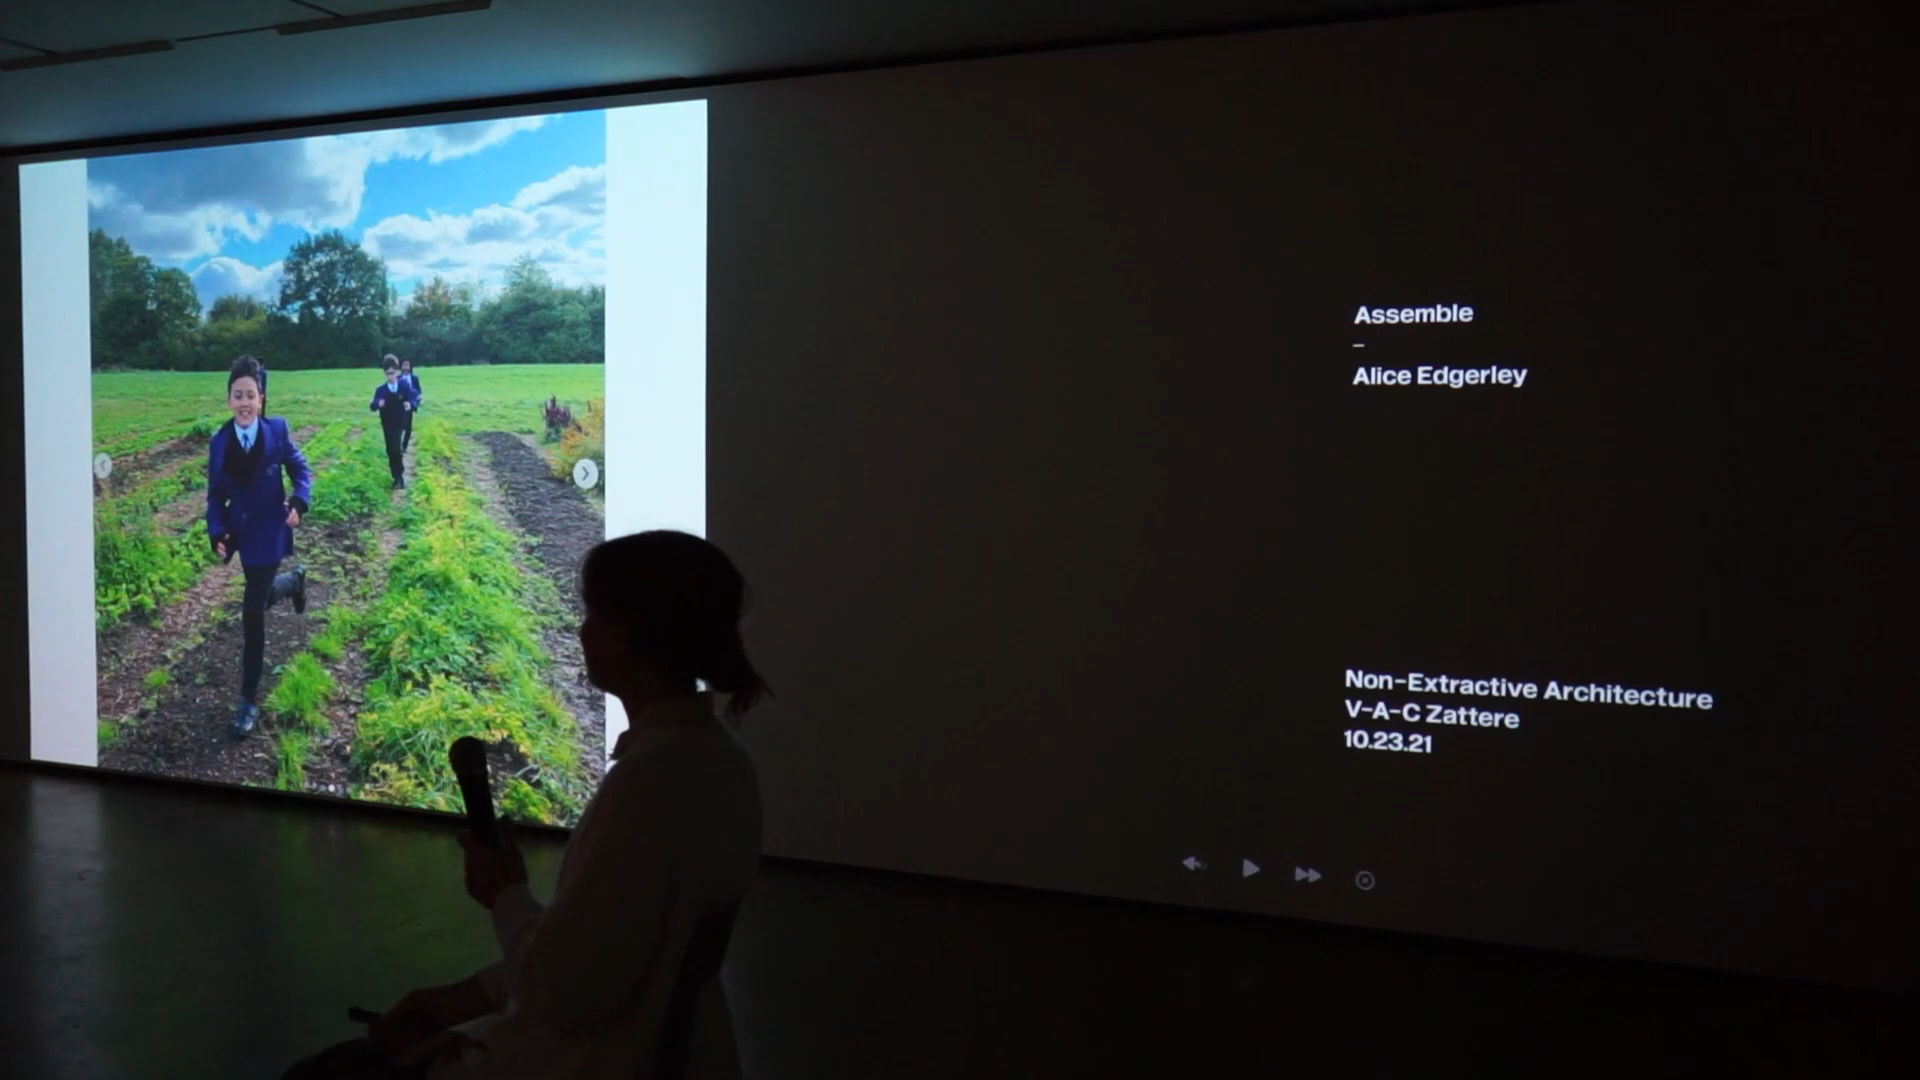 Assemble
–
Alice Edgerley
Non-Extractive Architecture
V-A-C Zattere
10.23.21